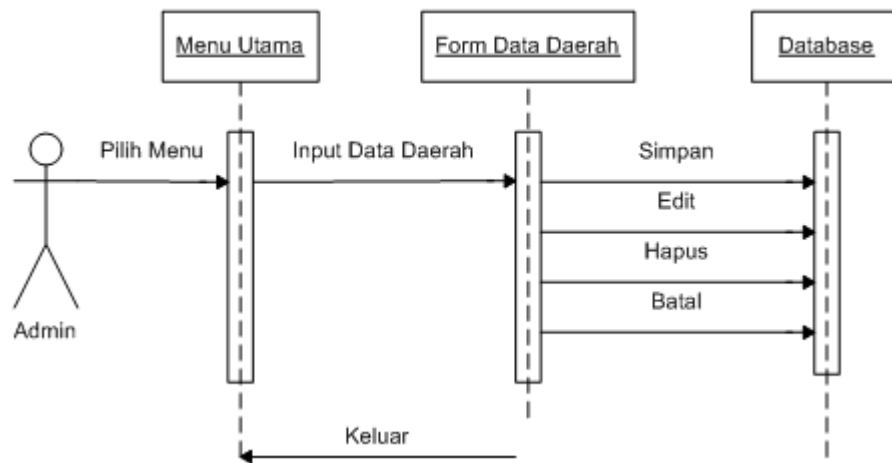 Menu Utama
Form Data Daerah
Database
Pilih Menu
Input Data Daerah
Simpan
Edit
Hapus
Batal
Admin
Keluar